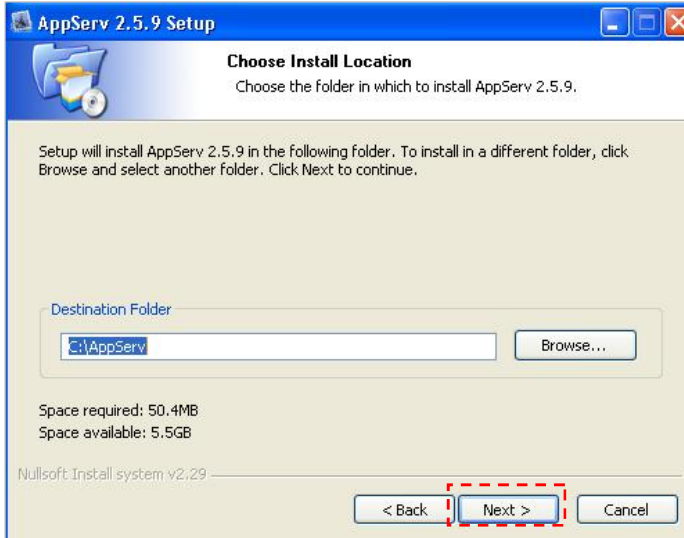 AppServ 2.5.9 Setup
Choose Install Location
Choose the folder in which to install AppServ 2.5.9.
Setup will install AppServ 2.5.9 in the following folder. To install in a different folder, click
Browse and select another folder. Click Next to continue.
Destination Folder
C:\AppServ
Browse...
Space required: 50.4MB
Space available: 5.5GB
Nullsoft Install system v2.29
< Back
Next >
Cancel